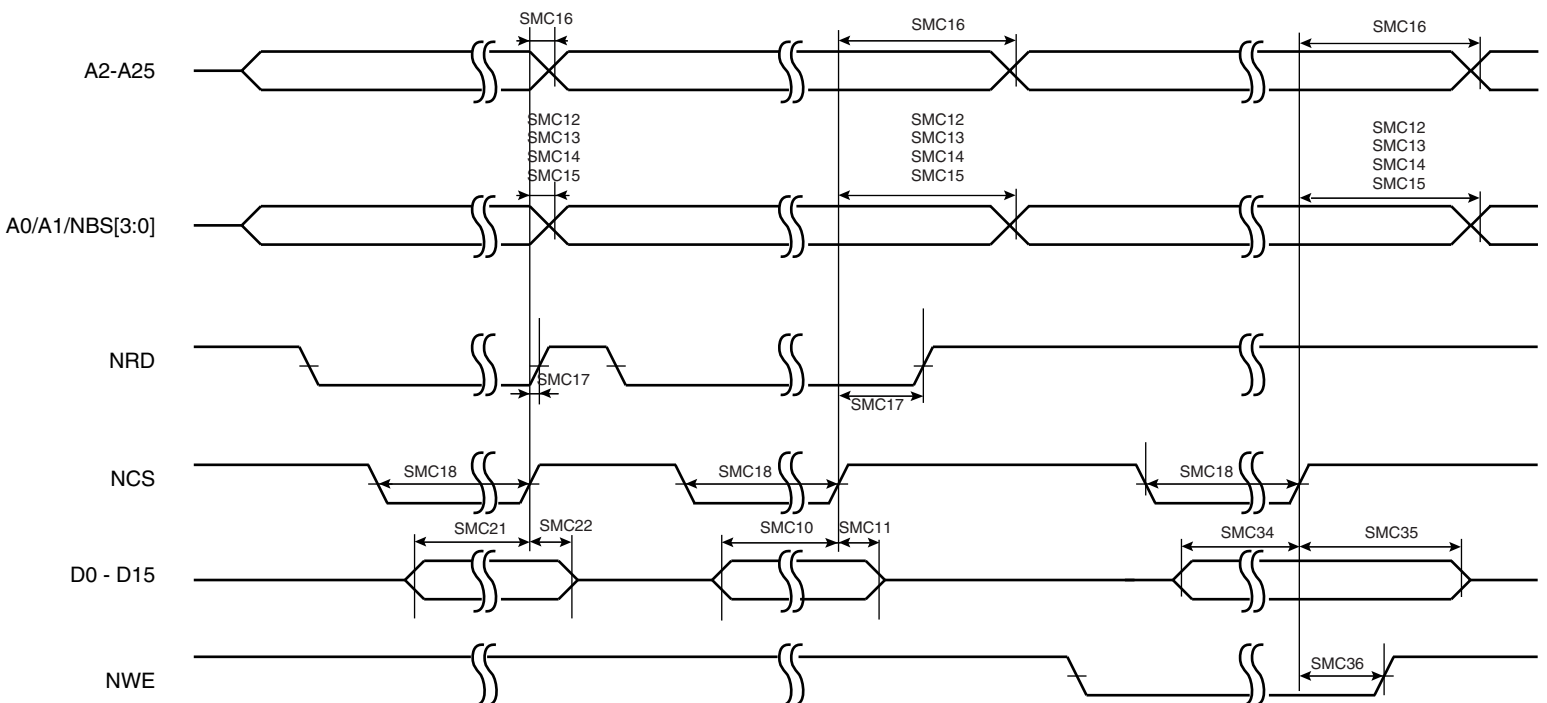 SMC16
SMC16
SMC16
A2-A25
SMC12
SMC13
SMC14
SMC15
SMC12
SMC13
SMC14
SMC15
SMC12
SMC13
SMC14
SMC15
A0/A1/NBS[3:0]
NRD
SMC17
SMC17
NCS
SMC18
SMC18
SMC18
SMC21
SMC22
SMC10
SMC11
SMC34
SMC35
D0 - D15
NWE
SMC36